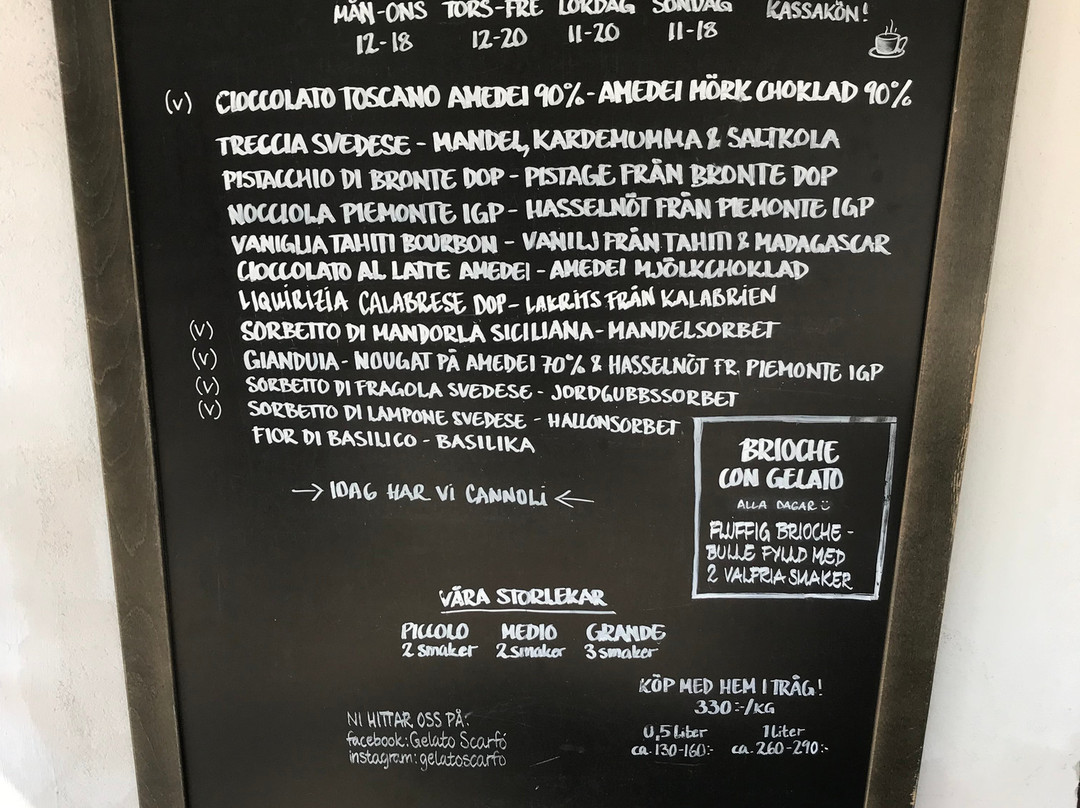 MÅN-ONS TORS-FRE LÖRDAG SÖNDAG
12-18 12-20 11-20 11-18
KASSAKÖN!
(v) CIOCCOLATO TOSCANO AMEDEI 90% - AMEDEI MÖRK CHOKLAD 90%
TRECCIA SVEDESE - MANDEL, KARDEMUMMA & SALTKOLA
PISTACCHIO DI BRONTE DOP - PISTAGE FRÅN BRONTE DOP
NOCCIOLA PIEMONTE IGP - HASSELNÖT FRÅN PIEMONTE IGP
VANIGLIA TAHITI BOURBON - VANILJ FRÅN TAHITI & MADAGASCAR
CIOCCOLATO AL LATTE AMEDEI - AMEDEI MJÖLKCHOKLAD
LIQUIRIZIA CALABRESE DOP - LAKRITS FRÅN KALABRIEN
(v) SORBETTO DI MANDORLA SICILIANA - MANDELSORBET
(v) GIANDUIA - NOUGAT PÅ AMEDEI 70% & HASSELNÖT FR. PIEMONTE IGP
(v) SORBETTO DI FRAGOLA SVEDESE - JORDGUBBSSORBET
(v) SORBETTO DI LAMPONE SVEDESE - HALLONSORBET
FIOR DI BASILICO - BASILIKA
→ IDAG HAR VI CANNOLI ←
BRIOCHE
CON GELATO
ALLA DAGAR :)
FLUFFIG BRIOCHE -
BULLE FYLLD MED
2 VALFRIA SMAKER
VÅRA STORLEKAR
PICCOLO MEDIO GRANDE
2 smaker 2 smaker 3 smaker
KÖP MED HEM I TRÅG!
330:-/KG
0,5 liter 1 liter
ca. 130-160:- ca. 260-290:-
NI HITTAR OSS PÅ:
facebook: Gelato Scarfó
instagram: gelatoscarfo